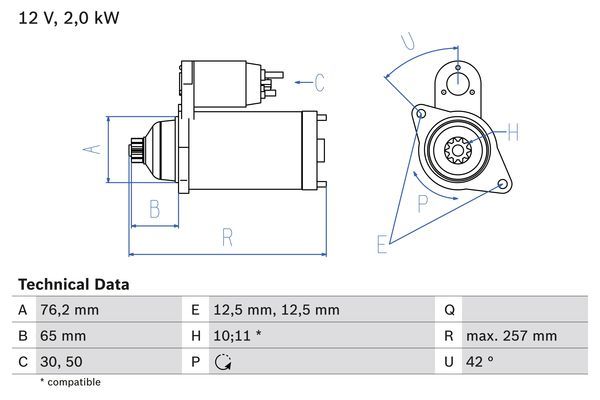 12 V, 2,0 kW
U
C
A
H
B
P
R
E
Technical Data
A 76,2 mm E 12,5 mm, 12,5 mm Q
B 65 mm H 10;11 * R max. 257 mm
C 30, 50 P U 42 º
* compatible